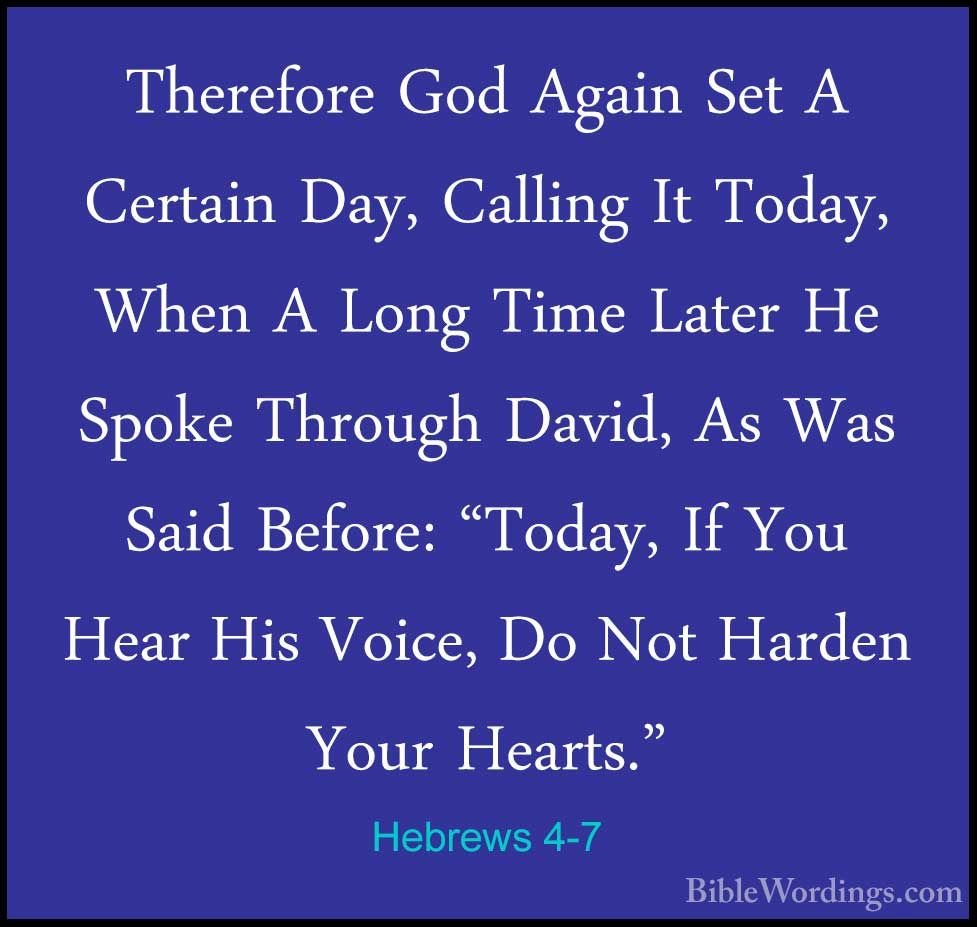 Therefore God Again Set A
Certain Day, Calling It Today,
When A Long Time Later He
Spoke Through David, As Was
Said Before: “Today, If You
Hear His Voice, Do Not Harden
Your Hearts.”
Hebrews 4-7
BibleWordings.com